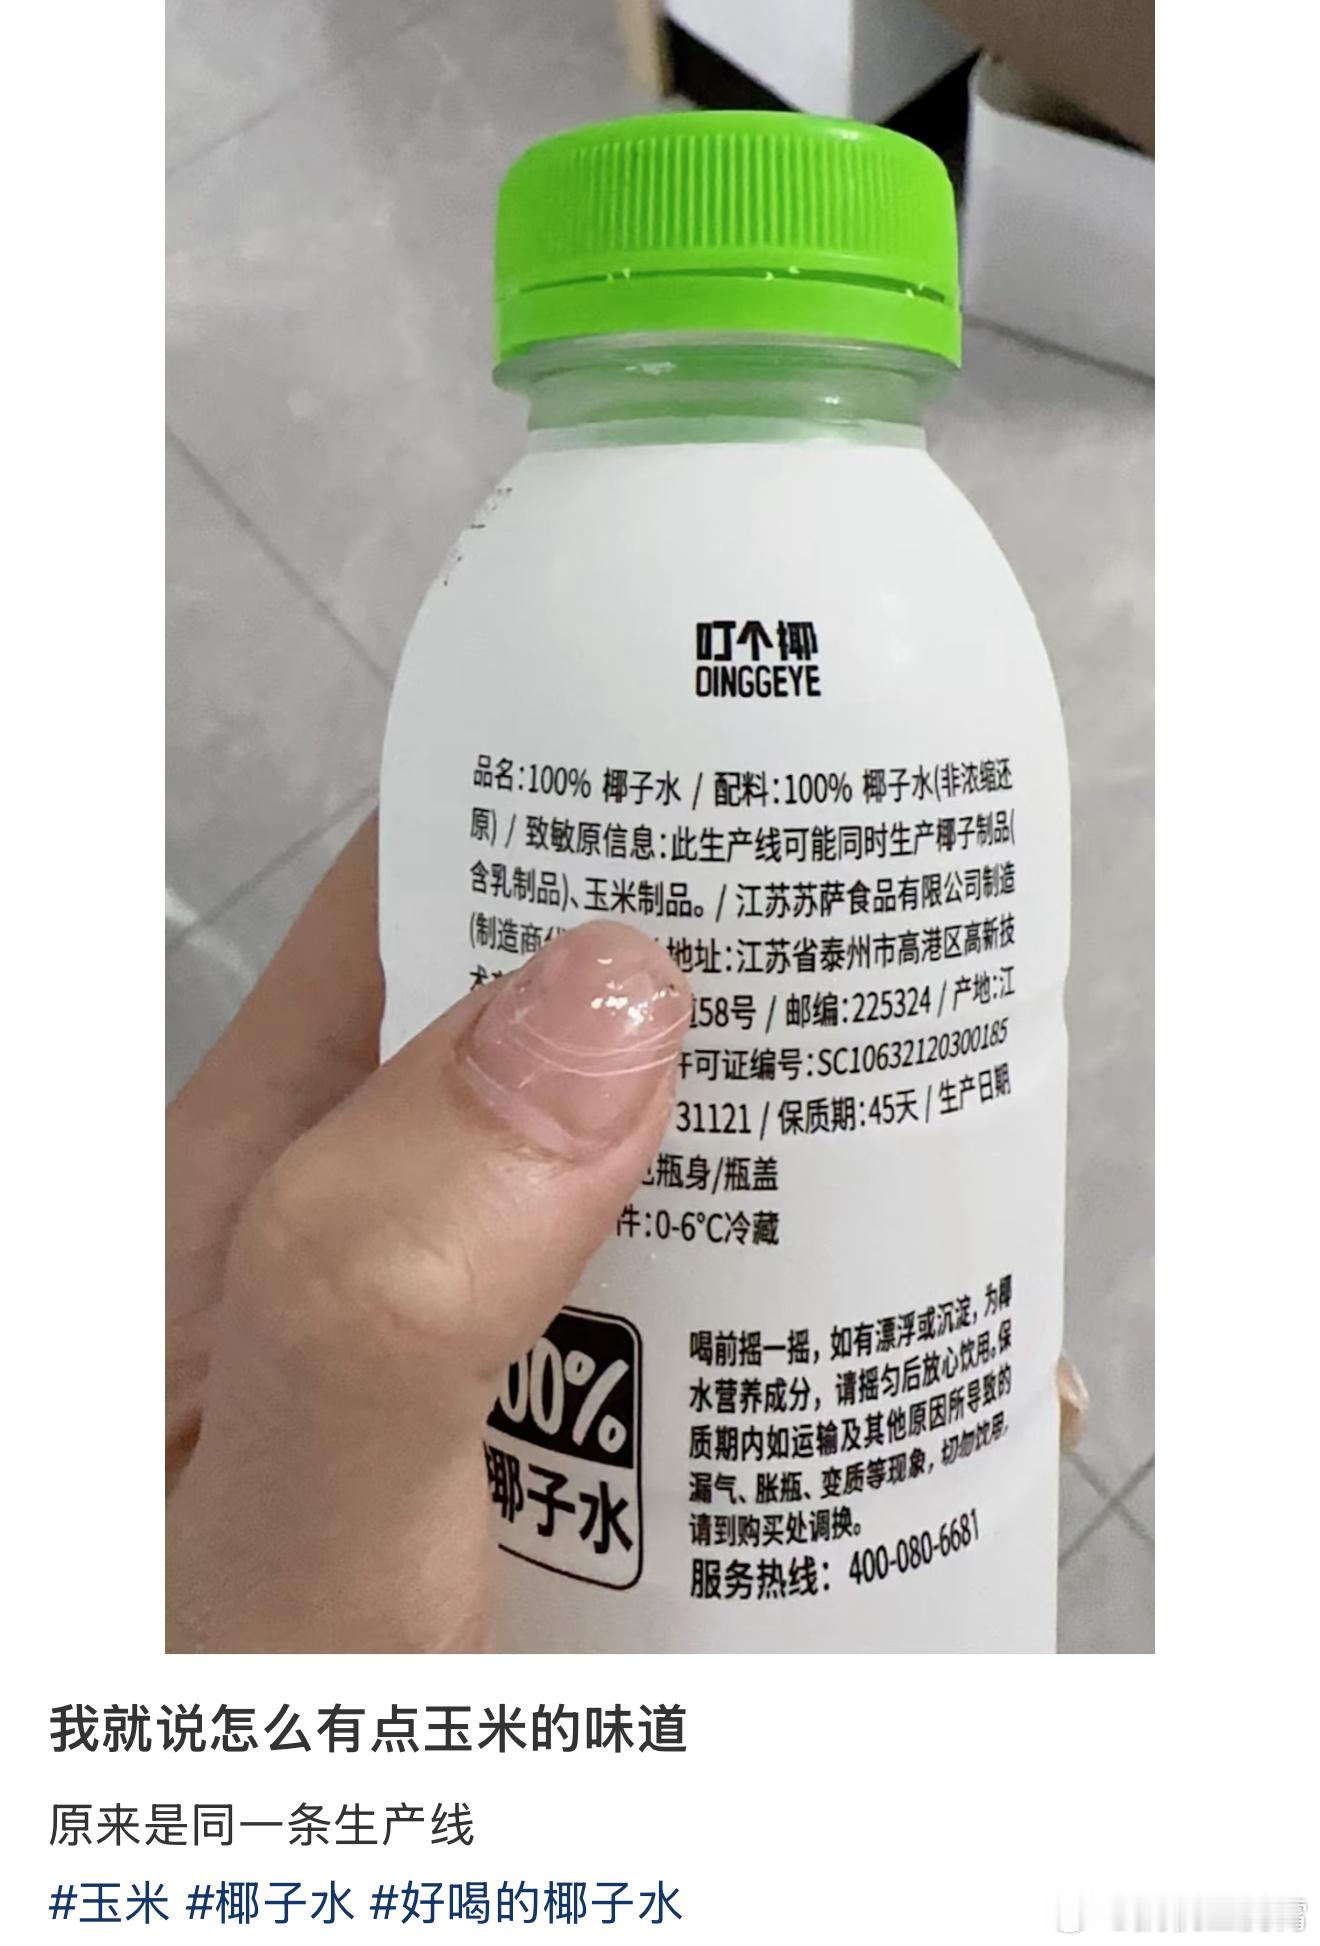 叮个椰
DINGGEYE
品名：100% 椰子水 / 配料：100% 椰子水(非浓缩还
原) / 致敏原信息：此生产线可能同时生产椰子制品(
含乳制品)、玉米制品。/ 江苏苏萨食品有限公司制造
(制造商 地址：江苏省泰州市高港区高新技
158号 / 邮编：225324 / 产地：江
许可证编号：SC10632120300185
31121 / 保质期：45天 / 生产日期
瓶身/瓶盖
件：0-6℃冷藏
00%
椰子水
喝前摇一摇，如有漂浮或沉淀，为椰
水营养成分，请摇匀后放心饮用。保
质期内如运输及其他原因所导致的
漏气、胀瓶、变质等现象，切勿饮用，
请到购买处调换。
服务热线：400-080-6681
我就说怎么有点玉米的味道
原来是同一条生产线
#玉米 #椰子水 #好喝的椰子水